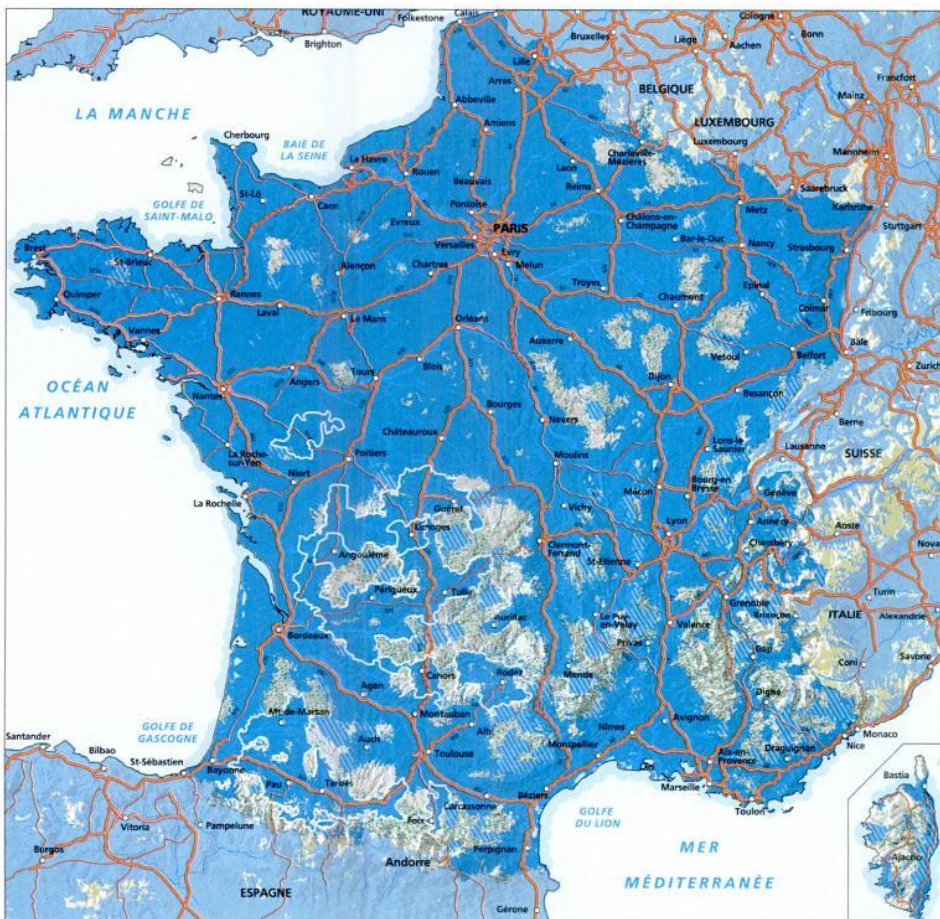 ROYAUME-UNI
Folkestone
Calais
Brighton
Bruxelles
Liège
Cologne
Aachen
Bonn
Lille
Arras
BELGIQUE
Francfort
Mainz
LA MANCHE
Abbeville
Amiens
LUXEMBOURG
Luxembourg
Mannheim
Cherbourg
BAIE DE
LA SEINE
Le Havre
Rouen
Beauvais
Laon
Charleville-
Mézières
Reims
Saarebruck
Karlsruhe
St-Lô
Caen
Pontoise
GOLFE DE
SAINT-MALO
Evreux
PARIS
Versailles
Evry
Melun
Châlons-en-
Champagne
Metz
Bar-le-Duc
Nancy
Strasbourg
Stuttgart
Brest
St-Brieuc
Alençon
Chartres
Troyes
Chaumont
Epinal
Colmar
Fribourg
Quimper
Rennes
Laval
Le Mans
Orléans
Vannes
Auxerre
Vesoul
Belfort
Bâle
Zurich
Blois
Tours
Angers
Nantes
Dijon
Besançon
OCÉAN
ATLANTIQUE
Bourges
Nevers
Berne
Châteauroux
Lons-le
Saunier
Lausanne
SUISSE
La Roche-
sur-Yon
Poitiers
Moulins
Niort
Mâcon
Bourg-en
Bresse
Genève
La Rochelle
Guéret
Vichy
Annecy
Limoges
Lyon
Aoste
Angoulême
Clermont-
Ferrand
Chambéry
Nova
St-Etienne
Périgueux
Tulle
Turin
Grenoble
ITALIE
Alexandrie
Aurillac
Le Puy-
en-Velay
Briançon
Bordeaux
Valence
Privas
Gap
Coni
Savone
Cahors
Rodez
Mende
Agen
Digne
Mt-de-Marsan
Montauban
Albi
Nîmes
Avignon
Monaco
Nice
GOLFE DE
GASCOGNE
Auch
Toulouse
Montpellier
Draguignan
Aix-en-
Provence
Santander
Bilbao
St-Sébastien
Bayonne
Pau
Tarbes
Béziers
Marseille
Toulon
Bastia
Carcassonne
Foix
GOLFE
DU LION
Vitoria
Pampelune
Burgos
Perpignan
MER
MÉDITERRANÉE
Ajaccio
Andorre
ESPAGNE
Gérone